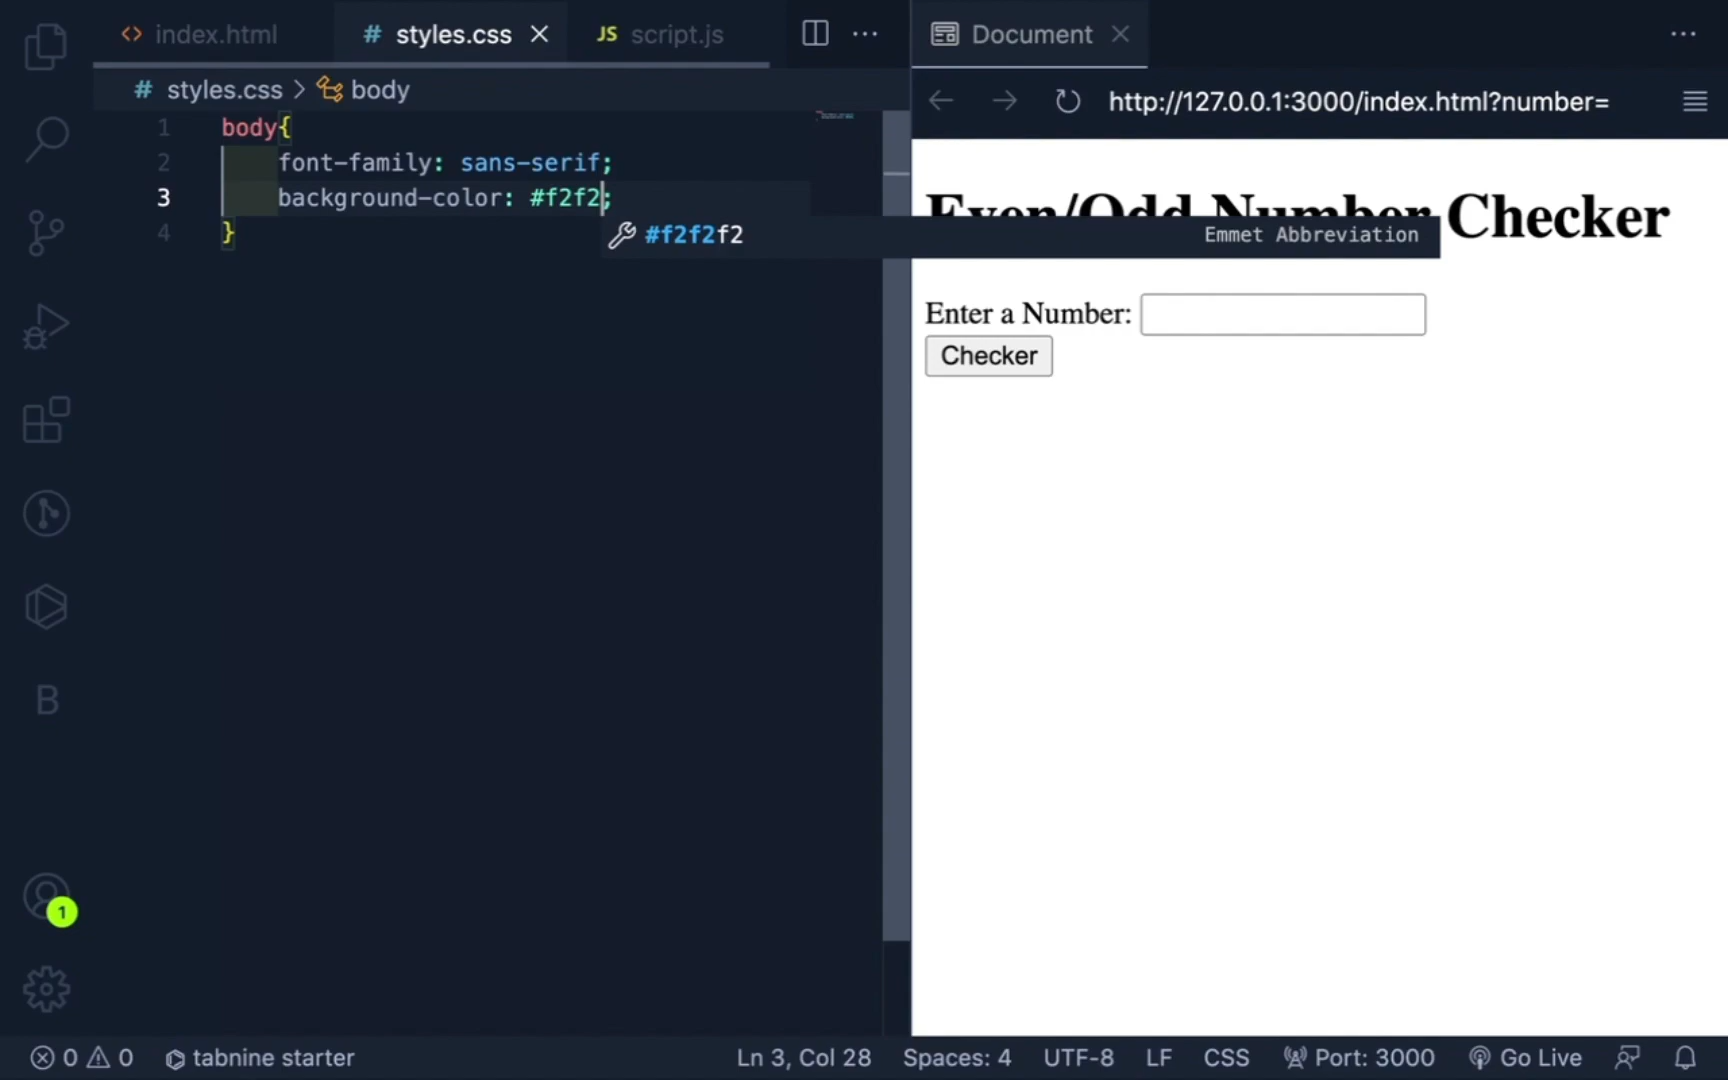 index.html
# styles.css
JS script.js
# styles.css > body
1 body{
2 font-family: sans-serif;
3 background-color: #f2f2;
4 }
#f2f2f2 Emmet Abbreviation
B
1
0 0 tabnine starter
Ln 3, Col 28 Spaces: 4 UTF-8 LF CSS Port: 3000 Go Live
Document
http://127.0.0.1:3000/index.html?number=
Even/Odd Number Checker
Enter a Number:
Checker